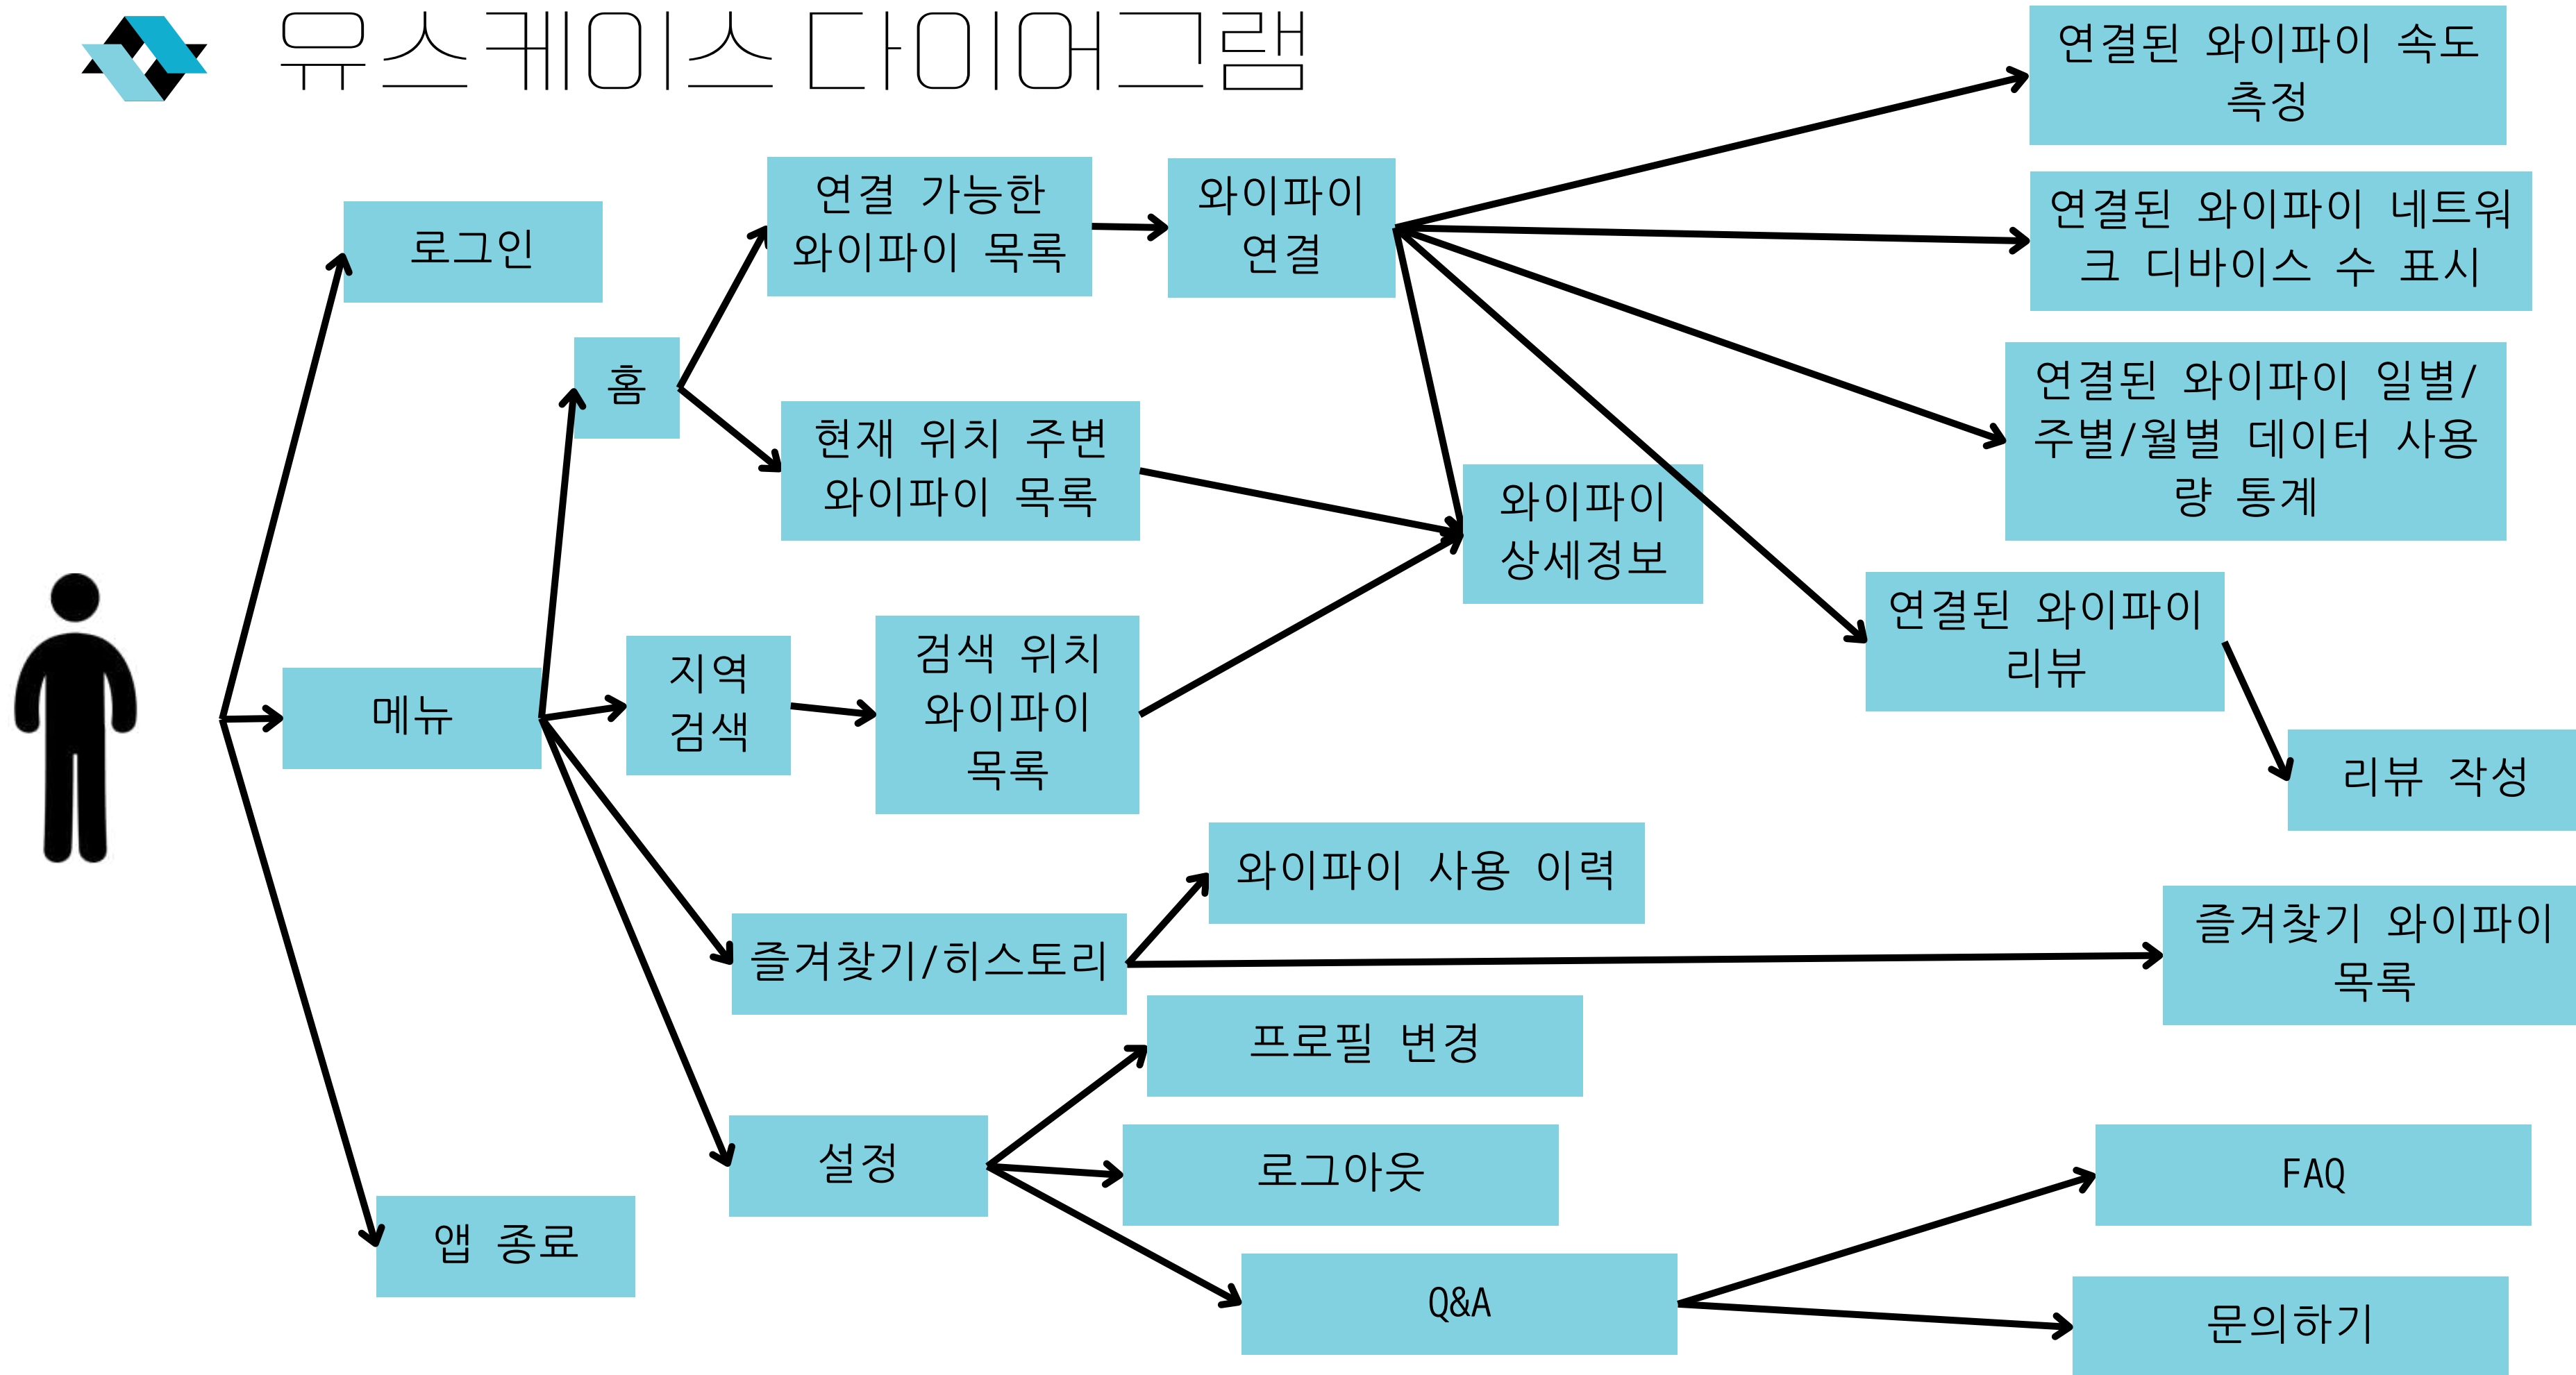 유스케이스 다이어그램
연결된 와이파이 속도
측정
연결 가능한
와이파이 목록
와이파이
연결
연결된 와이파이 네트워
크 디바이스 수 표시
로그인
홈
연결된 와이파이 일별/
주별/월별 데이터 사용
량 통계
현재 위치 주변
와이파이 목록
와이파이
상세정보
연결된 와이파이
리뷰
메뉴
지역
검색
검색 위치
와이파이
목록
리뷰 작성
와이파이 사용 이력
즐겨찾기/히스토리
즐겨찾기 와이파이
목록
프로필 변경
설정
로그아웃
FAQ
앱 종료
Q&A
문의하기